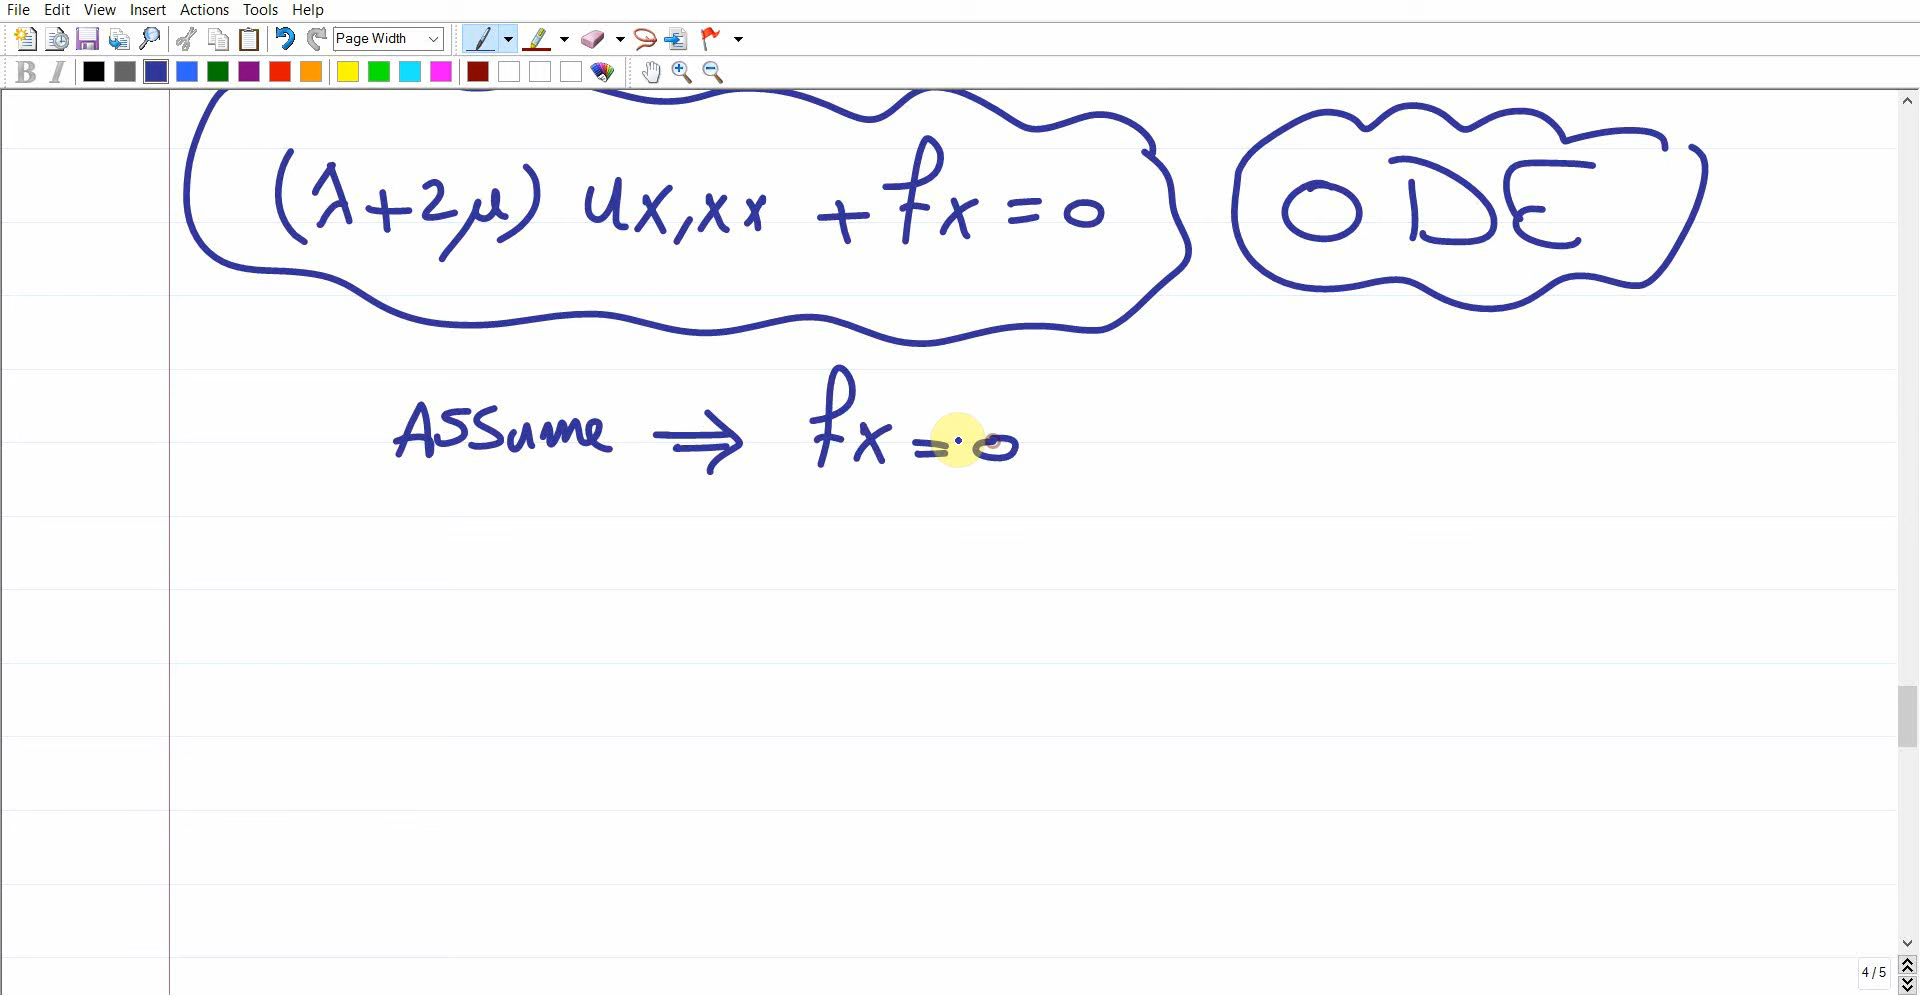 File Edit View Insert Actions Tools Help
Page Width
B I
(λ+2μ) ux,xx + fx = 0 ODE
Assume ⇒ fx = 0
4 / 5